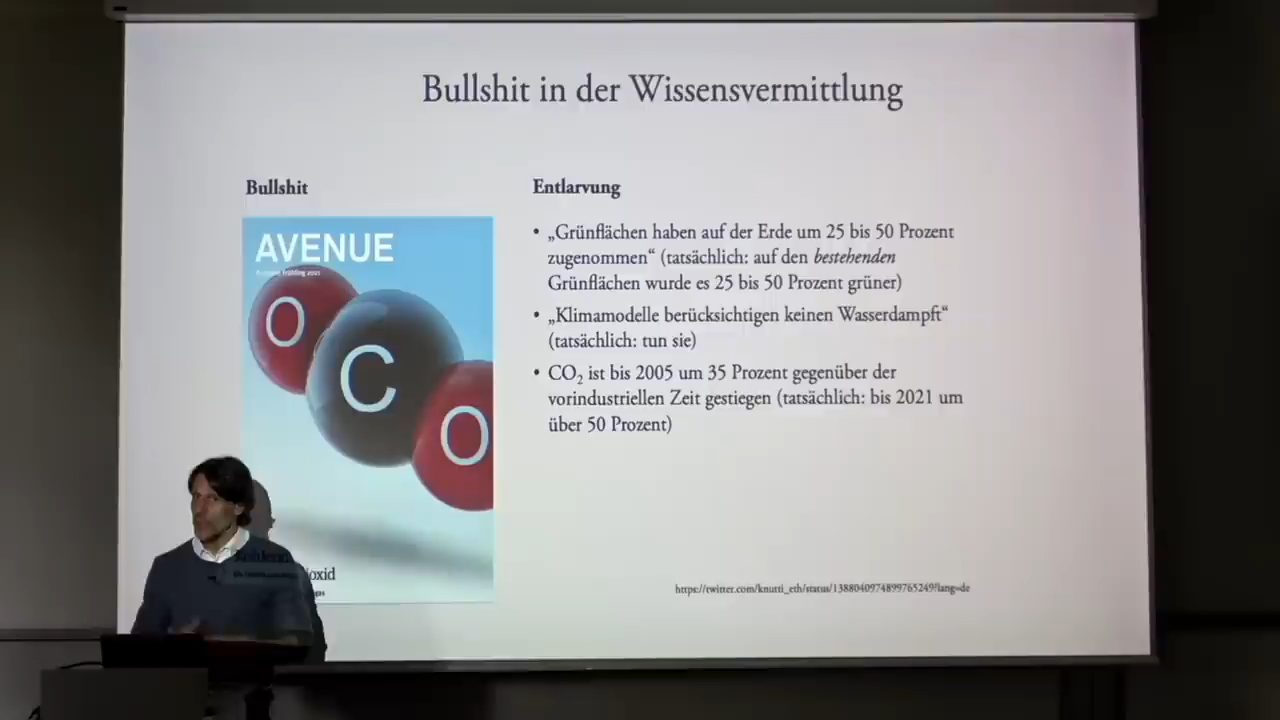 Bullshit in der Wissensvermittlung
Bullshit
Entlarvung
AVENUE
frühling 2021
O
C
O
oxid
• „Grünflächen haben auf der Erde um 25 bis 50 Prozent
zugenommen“ (tatsächlich: auf den bestehenden
Grünflächen wurde es 25 bis 50 Prozent grüner)
• „Klimamodelle berücksichtigen keinen Wasserdampft“
(tatsächlich: tun sie)
• CO₂ ist bis 2005 um 35 Prozent gegenüber der
vorindustriellen Zeit gestiegen (tatsächlich: bis 2021 um
über 50 Prozent)
https://twitter.com/knutti_eth/status/1388040974899765249?lang=de